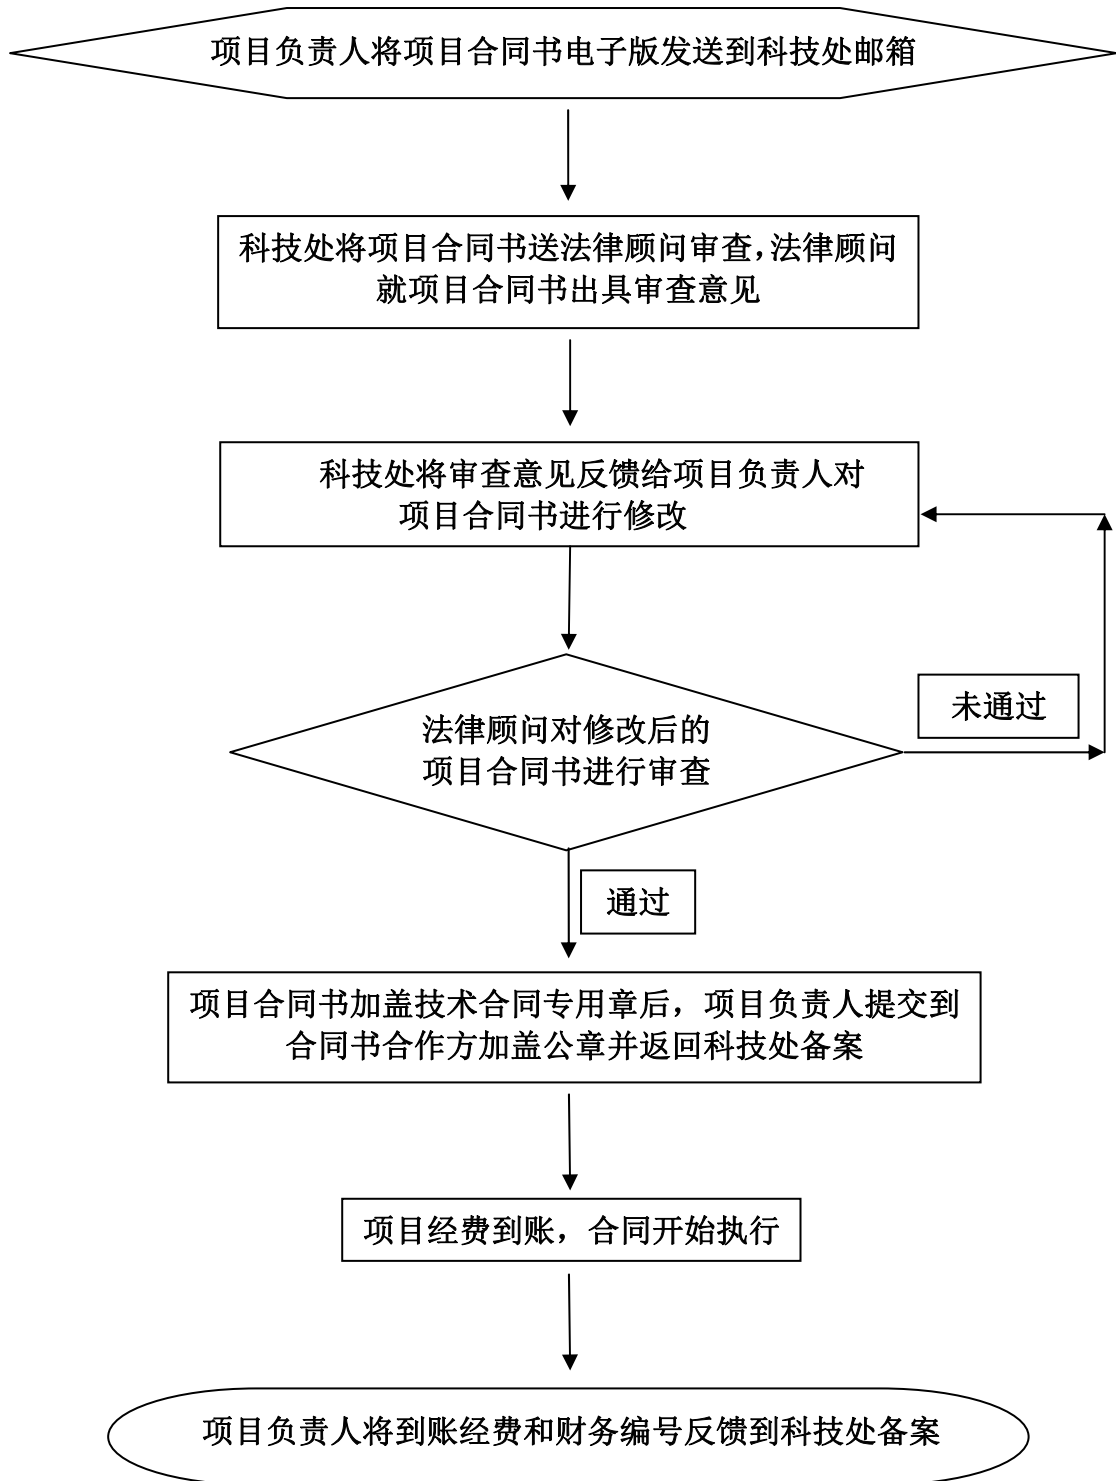 项目负责人将项目合同书电子版发送到科技处邮箱
科技处将项目合同书送法律顾问审查，法律顾问
就项目合同书出具审查意见
科技处将审查意见反馈给项目负责人对
项目合同书进行修改
未通过
法律顾问对修改后的
项目合同书进行审查
通过
项目合同书加盖技术合同专用章后，项目负责人提交到
合同书合作方加盖公章并返回科技处备案
项目经费到账，合同开始执行
项目负责人将到账经费和财务编号反馈到科技处备案